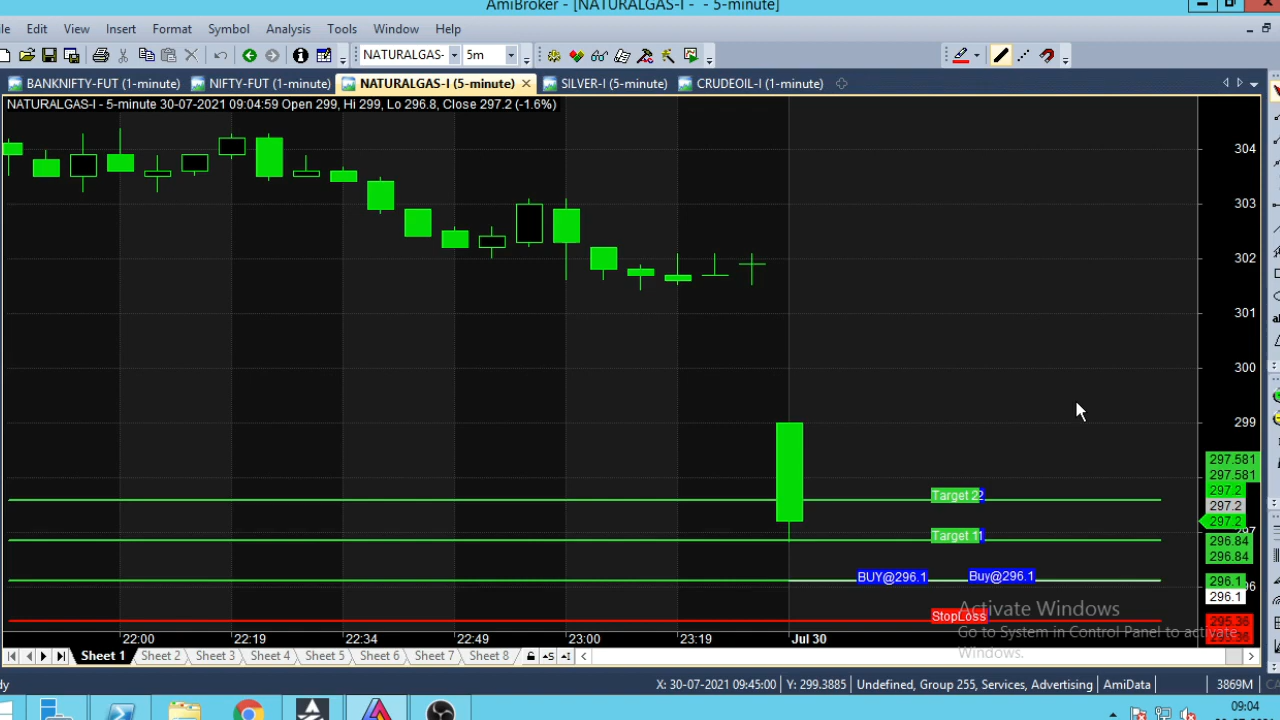 AmiBroker - [NATURALGAS-I - - 5-minute]
Edit View Insert Format Symbol Analysis Tools Window Help
NATURALGAS- 5m
BANKNIFTY-FUT (1-minute) NIFTY-FUT (1-minute) NATURALGAS-I (5-minute) SILVER-I (5-minute) CRUDEOIL-I (1-minute)
NATURALGAS-I - 5-minute 30-07-2021 09:04:59 Open 299, Hi 299, Lo 296.8, Close 297.2 (-1.6%)
304
303
302
301
300
299
297.581
297.581
297.2
Target 2
297.2
297.2
Target 1
296.84
296.84
BUY@296.1 Buy@296.1
296.1
296.1
StopLoss
295.36
Activate Windows
Go to System in Control Panel to activate
Windows.
22:00 22:19 22:34 22:49 23:00 23:19 Jul 30
Sheet 1 Sheet 2 Sheet 3 Sheet 4 Sheet 5 Sheet 6 Sheet 7 Sheet 8
X: 30-07-2021 09:45:00 Y: 299.3885 Undefined, Group 255, Services, Advertising AmiData 3869M
09:04